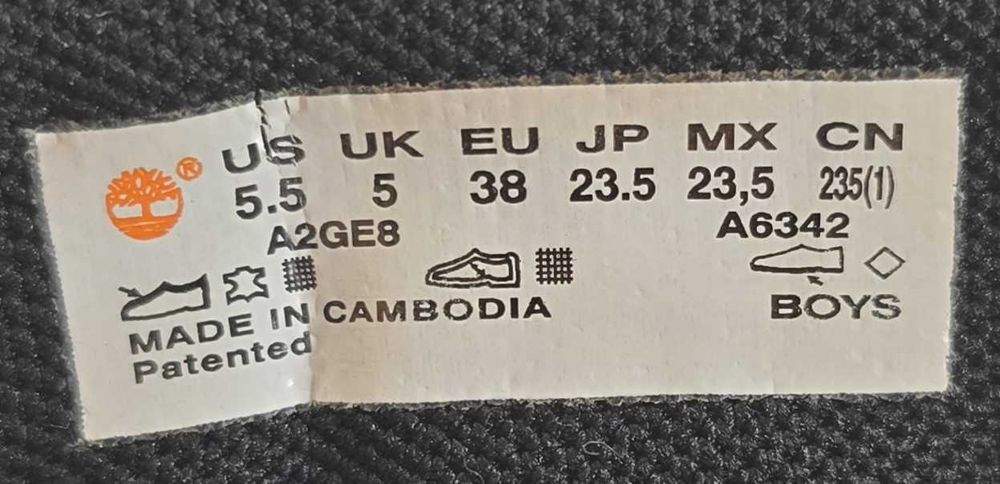 ® US UK EU JP MX CN
5.5 5 38 23.5 23,5 235(1)
A2GE8 A6342
MADE IN CAMBODIA BOYS
Patented